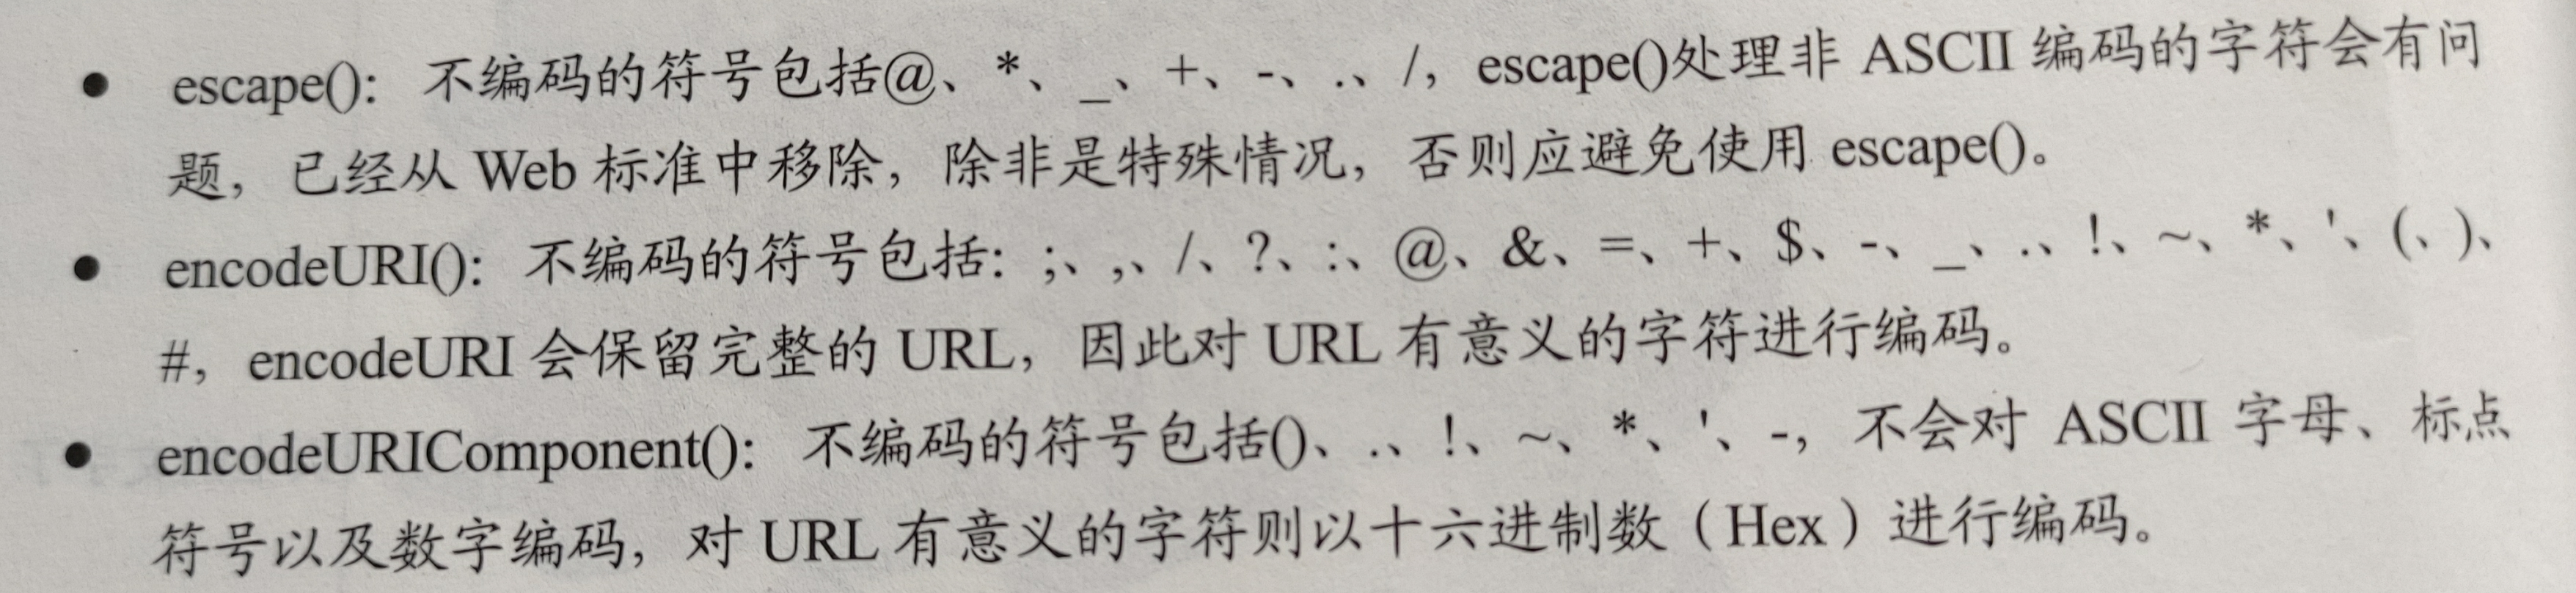 ● escape()：不编码的符号包括@、*、_、+、-、.、/，escape()处理非 ASCII 编码的字符会有问
题，已经从 Web 标准中移除，除非是特殊情况，否则应避免使用 escape()。
● encodeURI()：不编码的符号包括：;、,、/、?、:、@、&、=、+、$、-、_、.、!、~、*、'、(、)、
#，encodeURI 会保留完整的 URL，因此对 URL 有意义的字符进行编码。
● encodeURIComponent()：不编码的符号包括()、.、!、~、*、'、-，不会对 ASCII 字母、标点
符号以及数字编码，对 URL 有意义的字符则以十六进制数（Hex）进行编码。